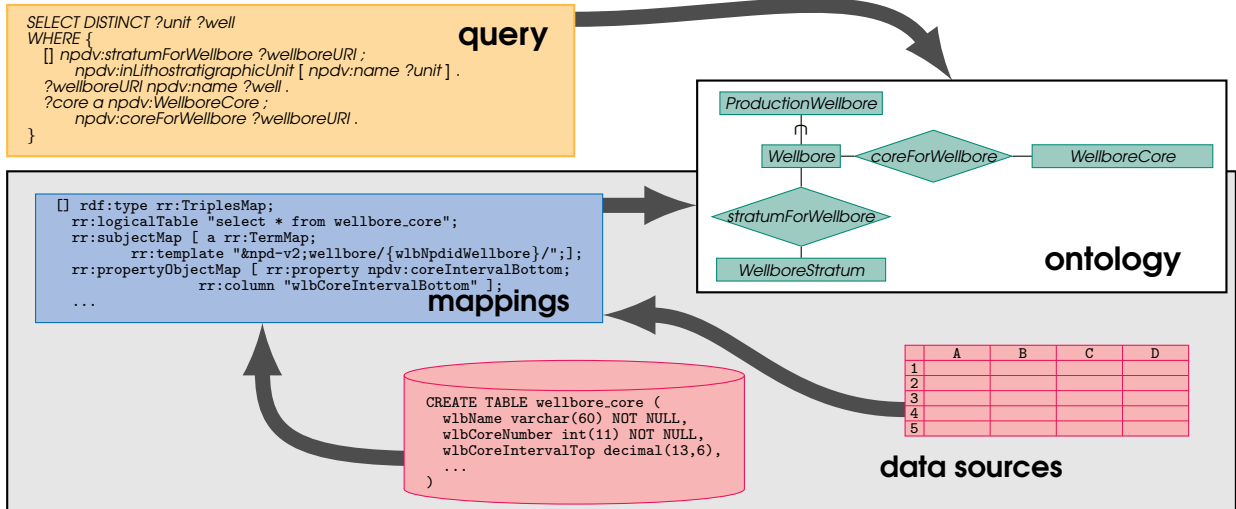 SELECT DISTINCT ?unit ?well
WHERE {
[] npdv:stratumForWellbore ?wellboreURI ;
npdv:inLithostratigraphicUnit [ npdv:name ?unit ] .
?wellboreURI npdv:name ?well .
?core a npdv:WellboreCore ;
npdv:coreForWellbore ?wellboreURI .
}
query
ProductionWellbore
∩
Wellbore
coreForWellbore
WellboreCore
stratumForWellbore
WellboreStratum
ontology
[] rdf:type rr:TriplesMap;
rr:logicalTable "select * from wellbore_core";
rr:subjectMap [ a rr:TermMap;
rr:template "&npd-v2;wellbore/{wlbNpdidWellbore}/";];
rr:propertyObjectMap [ rr:property npdv:coreIntervalBottom;
rr:column "wlbCoreIntervalBottom" ];
...
mappings
CREATE TABLE wellbore_core (
wlbName varchar(60) NOT NULL,
wlbCoreNumber int(11) NOT NULL,
wlbCoreIntervalTop decimal(13,6),
...
)
A B C D
1
2
3
4
5
data sources